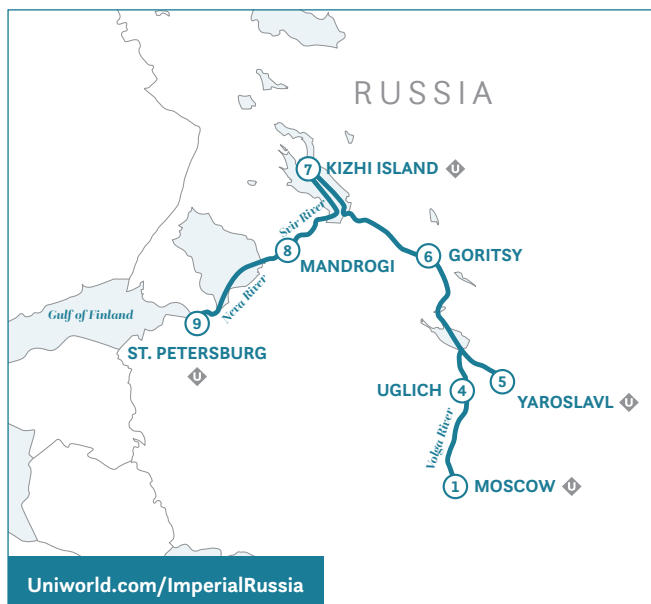 RUSSIA
7 KIZHI ISLAND U
Svir River
6 GORITSY
8
MANDROGI
Neva River
Gulf of Finland
9
ST. PETERSBURG
U
5
UGLICH 4
YAROSLAVL U
Volga River
1 MOSCOW U
Uniworld.com/ImperialRussia